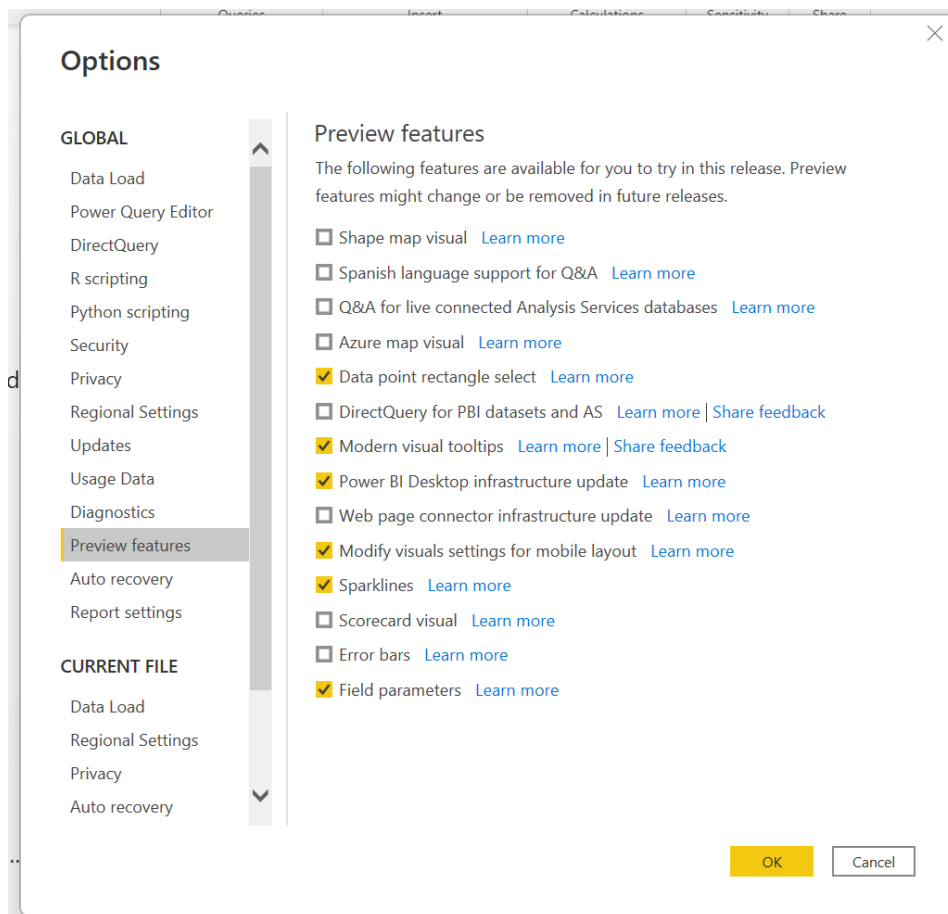 Queries Insert Calculations Sensitivity Share
Options
GLOBAL
Data Load
Power Query Editor
DirectQuery
R scripting
Python scripting
Security
Privacy
Regional Settings
Updates
Usage Data
Diagnostics
Preview features
Auto recovery
Report settings
CURRENT FILE
Data Load
Regional Settings
Privacy
Auto recovery
Preview features
The following features are available for you to try in this release. Preview
features might change or be removed in future releases.
Shape map visual Learn more
Spanish language support for Q&A Learn more
Q&A for live connected Analysis Services databases Learn more
Azure map visual Learn more
Data point rectangle select Learn more
DirectQuery for PBI datasets and AS Learn more | Share feedback
Modern visual tooltips Learn more | Share feedback
Power BI Desktop infrastructure update Learn more
Web page connector infrastructure update Learn more
Modify visuals settings for mobile layout Learn more
Sparklines Learn more
Scorecard visual Learn more
Error bars Learn more
Field parameters Learn more
d
..
OK Cancel